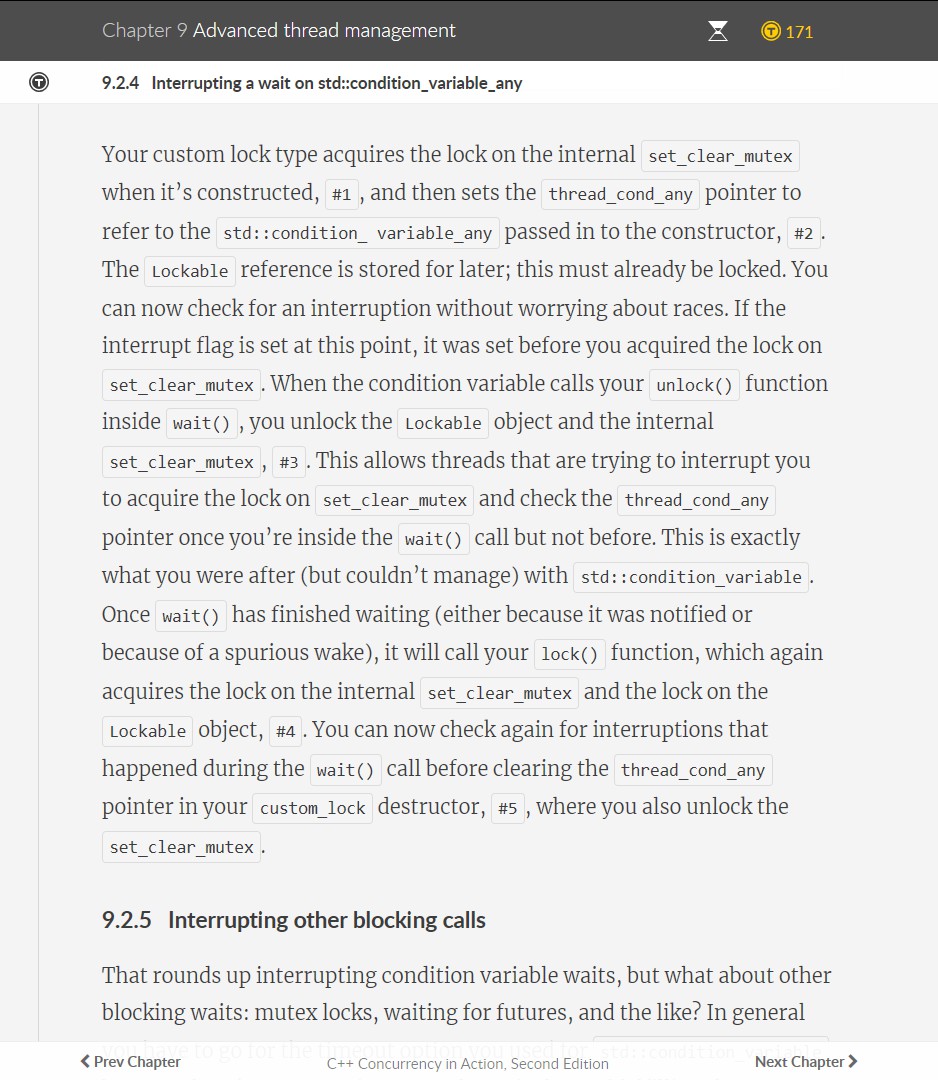 Chapter 9 Advanced thread management
171
9.2.4 Interrupting a wait on std::condition_variable_any
Your custom lock type acquires the lock on the internal set_clear_mutex
when it’s constructed, #1 , and then sets the thread_cond_any pointer to
refer to the std::condition_ variable_any passed in to the constructor, #2 .
The Lockable reference is stored for later; this must already be locked. You
can now check for an interruption without worrying about races. If the
interrupt flag is set at this point, it was set before you acquired the lock on
set_clear_mutex . When the condition variable calls your unlock() function
inside wait() , you unlock the Lockable object and the internal
set_clear_mutex , #3 . This allows threads that are trying to interrupt you
to acquire the lock on set_clear_mutex and check the thread_cond_any
pointer once you’re inside the wait() call but not before. This is exactly
what you were after (but couldn’t manage) with std::condition_variable .
Once wait() has finished waiting (either because it was notified or
because of a spurious wake), it will call your lock() function, which again
acquires the lock on the internal set_clear_mutex and the lock on the
Lockable object, #4 . You can now check again for interruptions that
happened during the wait() call before clearing the thread_cond_any
pointer in your custom_lock destructor, #5 , where you also unlock the
set_clear_mutex .
9.2.5 Interrupting other blocking calls
That rounds up interrupting condition variable waits, but what about other
blocking waits: mutex locks, waiting for futures, and the like? In general
you have to go for the timeout option you used for std::condition_variable
Prev Chapter
C++ Concurrency in Action, Second Edition
Next Chapter